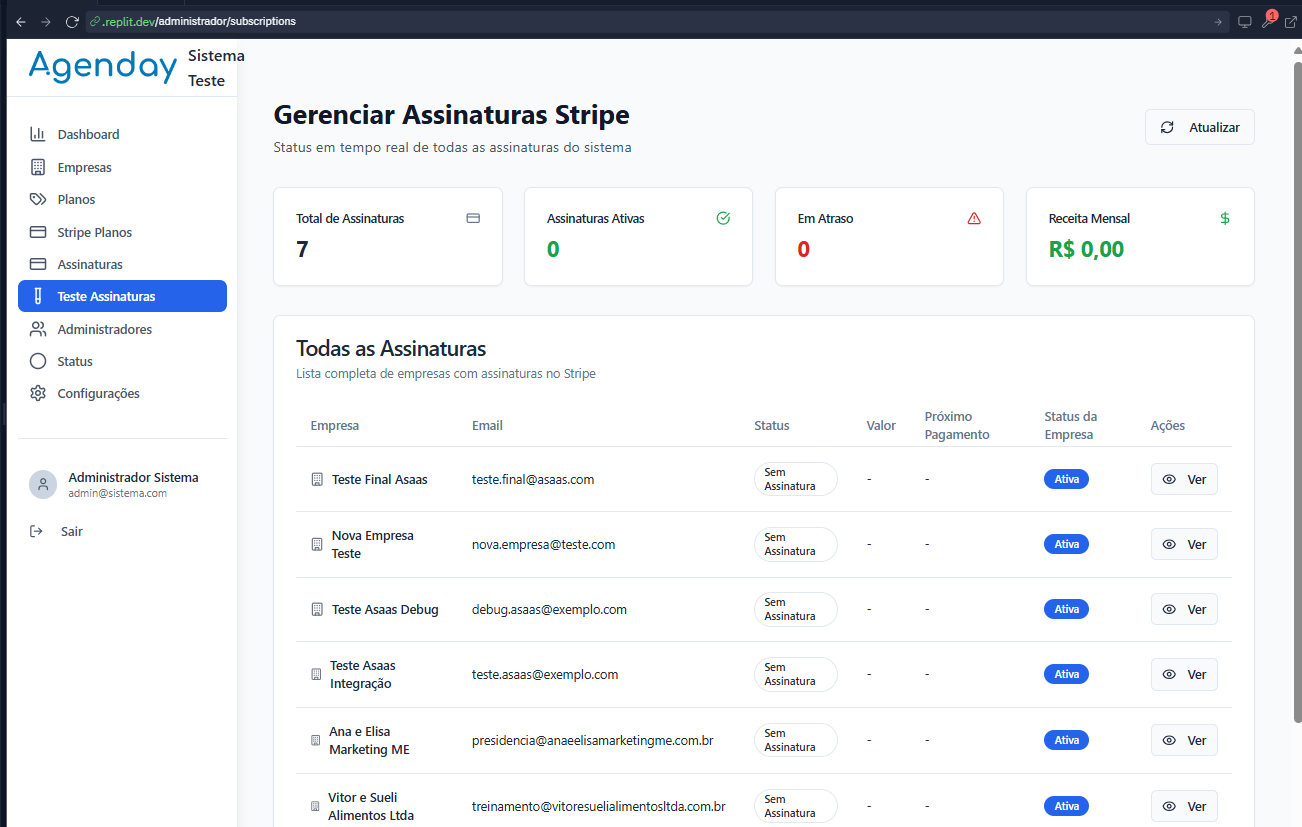 .replit.dev/administrador/subscriptions
1
Agenday
Sistema
Teste
Dashboard
Empresas
Planos
Stripe Planos
Assinaturas
Teste Assinaturas
Administradores
Status
Configurações
Administrador Sistema
admin@sistema.com
Sair
Gerenciar Assinaturas Stripe
Status em tempo real de todas as assinaturas do sistema
Atualizar
Total de Assinaturas
7
Assinaturas Ativas
0
Em Atraso
0
Receita Mensal
$
R$ 0,00
Todas as Assinaturas
Lista completa de empresas com assinaturas no Stripe
Empresa
Email
Status
Valor
Próximo
Pagamento
Status da
Empresa
Ações
Teste Final Asaas
teste.final@asaas.com
Sem
Assinatura
-
-
Ativa
Ver
Nova Empresa
Teste
nova.empresa@teste.com
Sem
Assinatura
-
-
Ativa
Ver
Teste Asaas Debug
debug.asaas@exemplo.com
Sem
Assinatura
-
-
Ativa
Ver
Teste Asaas
Integração
teste.asaas@exemplo.com
Sem
Assinatura
-
-
Ativa
Ver
Ana e Elisa
Marketing ME
presidencia@anaeelisamarketingme.com.br
Sem
Assinatura
-
-
Ativa
Ver
Vitor e Sueli
Alimentos Ltda
treinamento@vitoresuelialimentosltda.com.br
Sem
Assinatura
-
-
Ativa
Ver